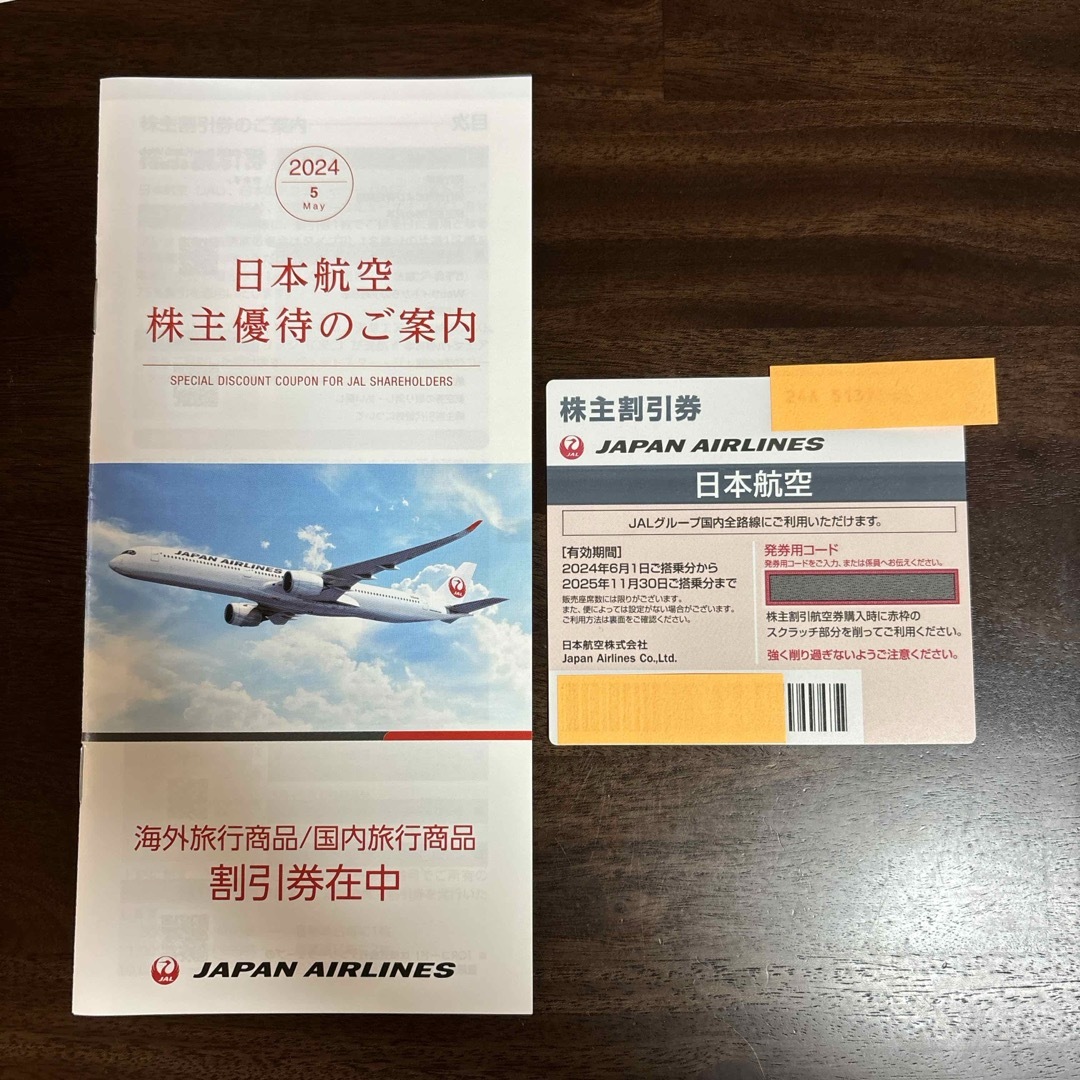 2024
5
May
日本航空
株主優待のご案内
SPECIAL DISCOUNT COUPON FOR JAL SHAREHOLDERS
JAPAN AIRLINES
海外旅行商品/国内旅行商品
割引券在中
JAL
JAPAN AIRLINES
株主割引券
JAL
JAPAN AIRLINES
日本航空
JALグループ国内全路線にご利用いただけます。
[有効期間]
2024年6月1日ご搭乗分から
2025年11月30日ご搭乗分まで
販売座席数には限りがございます。
また、便によっては設定がない場合がございます。
ご利用方法は裏面をご確認ください。
日本航空株式会社
Japan Airlines Co.,Ltd.
発券用コード
発券用コードをご入力、または係員へお伝えください。
株主割引航空券購入時に赤枠の
スクラッチ部分を削ってご利用ください。
強く削り過ぎないようご注意ください。